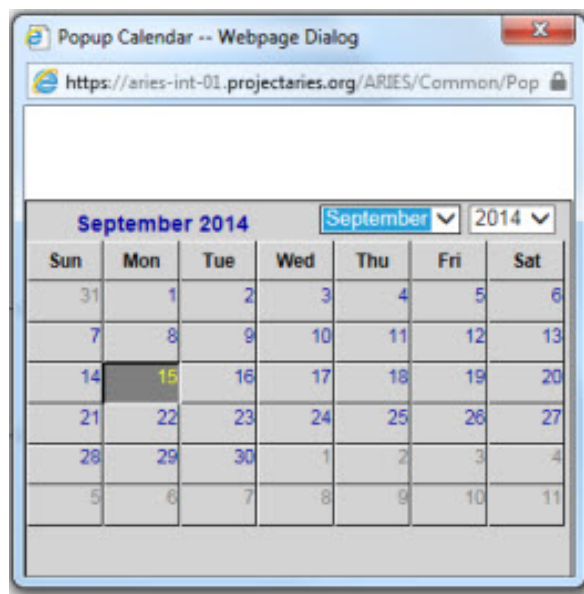 Popup Calendar -- Webpage Dialog
https://aries-int-01.projectaries.org/ARIES/Common/Pop
September 2014 September 2014
Sun Mon Tue Wed Thu Fri Sat
31 1 2 3 4 5 6
7 8 9 10 11 12 13
14 15 16 17 18 19 20
21 22 23 24 25 26 27
28 29 30 1 2 3 4
5 6 7 8 9 10 11